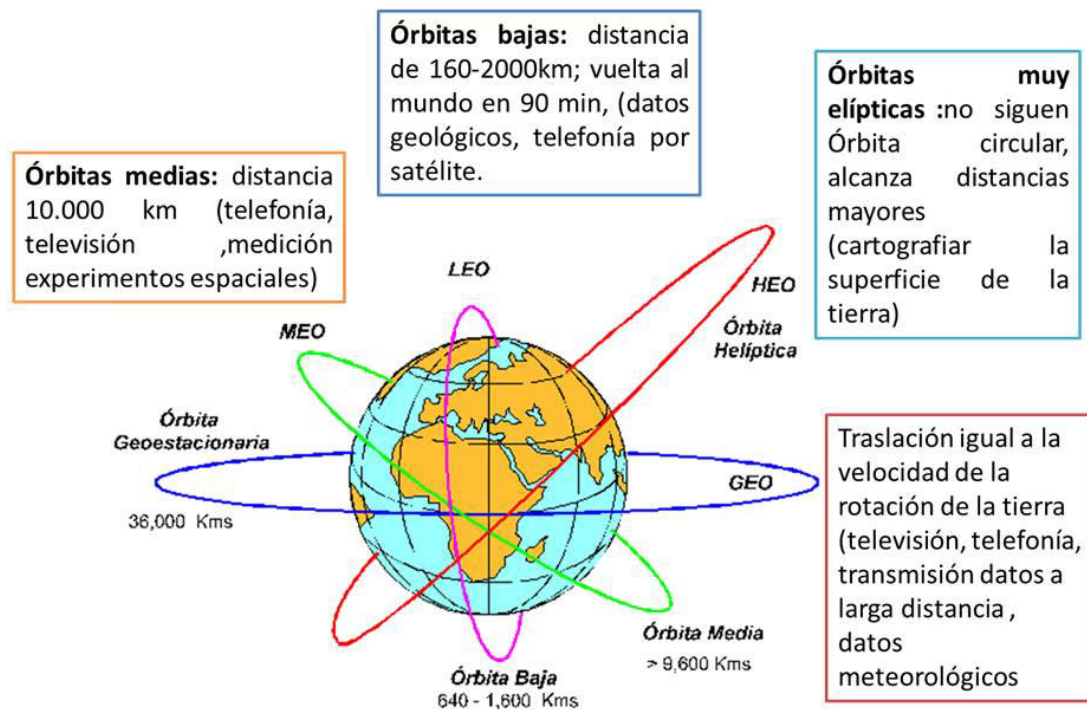 Órbitas bajas: distancia
de 160-2000km; vuelta al
mundo en 90 min, (datos
geológicos, telefonía por
satélite.
Órbitas muy
elípticas :no siguen
Órbita circular,
alcanza distancias
mayores
(cartografiar la
superficie de la
tierra)
Órbitas medias: distancia
10.000 km (telefonía,
televisión ,medición
experimentos espaciales)
LEO
HEO
MEO
Órbita
Helíptica
Órbita
Geoestacionaria
GEO
36,000 Kms
Traslación igual a la
velocidad de la
rotación de la tierra
(televisión, telefonía,
transmisión datos a
larga distancia ,
datos
meteorológicos
Órbita Media
> 9,600 Kms
Órbita Baja
640 - 1,600 Kms